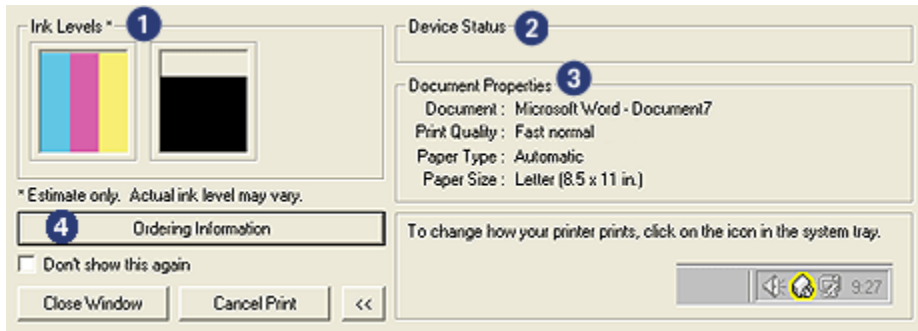 Ink Levels * 1
* Estimate only. Actual ink level may vary.
4 Ordering Information
Don't show this again
Close Window
Cancel Print
<<
Device Status 2
Document Properties 3
Document : Microsoft Word - Document7
Print Quality : Fast normal
Paper Type : Automatic
Paper Size : Letter (8.5 x 11 in.)
To change how your printer prints, click on the icon in the system tray.
9:27